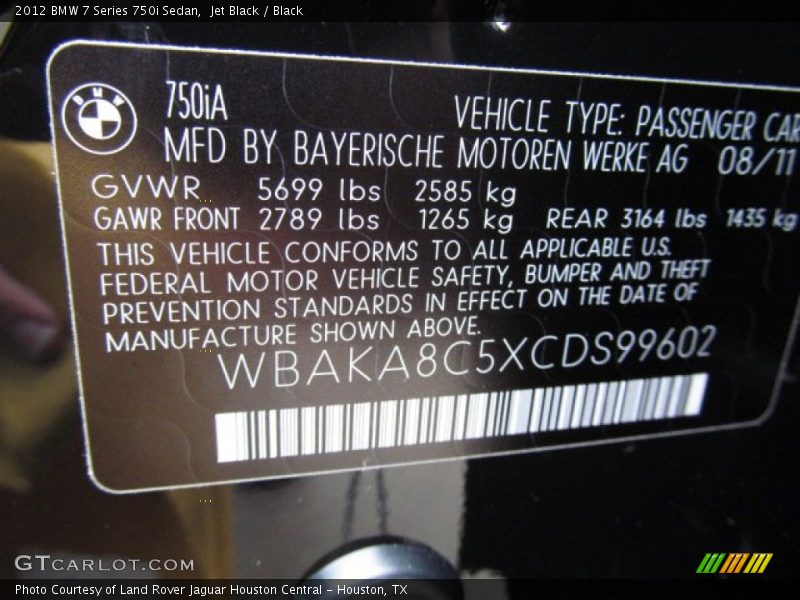 2012 BMW 7 Series 750i Sedan,  Jet Black / Black
BMW
750iA
VEHICLE TYPE: PASSENGER CAR
MFD BY BAYERISCHE MOTOREN WERKE AG 08/11
GVWR 5699 lbs 2585 kg
GAWR FRONT 2789 lbs 1265 kg REAR 3164 lbs 1435 kg
THIS VEHICLE CONFORMS TO ALL APPLICABLE U.S.
FEDERAL MOTOR VEHICLE SAFETY, BUMPER AND THEFT
PREVENTION STANDARDS IN EFFECT ON THE DATE OF
MANUFACTURE SHOWN ABOVE.
WBAKA8C5XCDS99602
GTCARLOT.COM
Photo Courtesy of Land Rover Jaguar Houston Central – Houston, TX